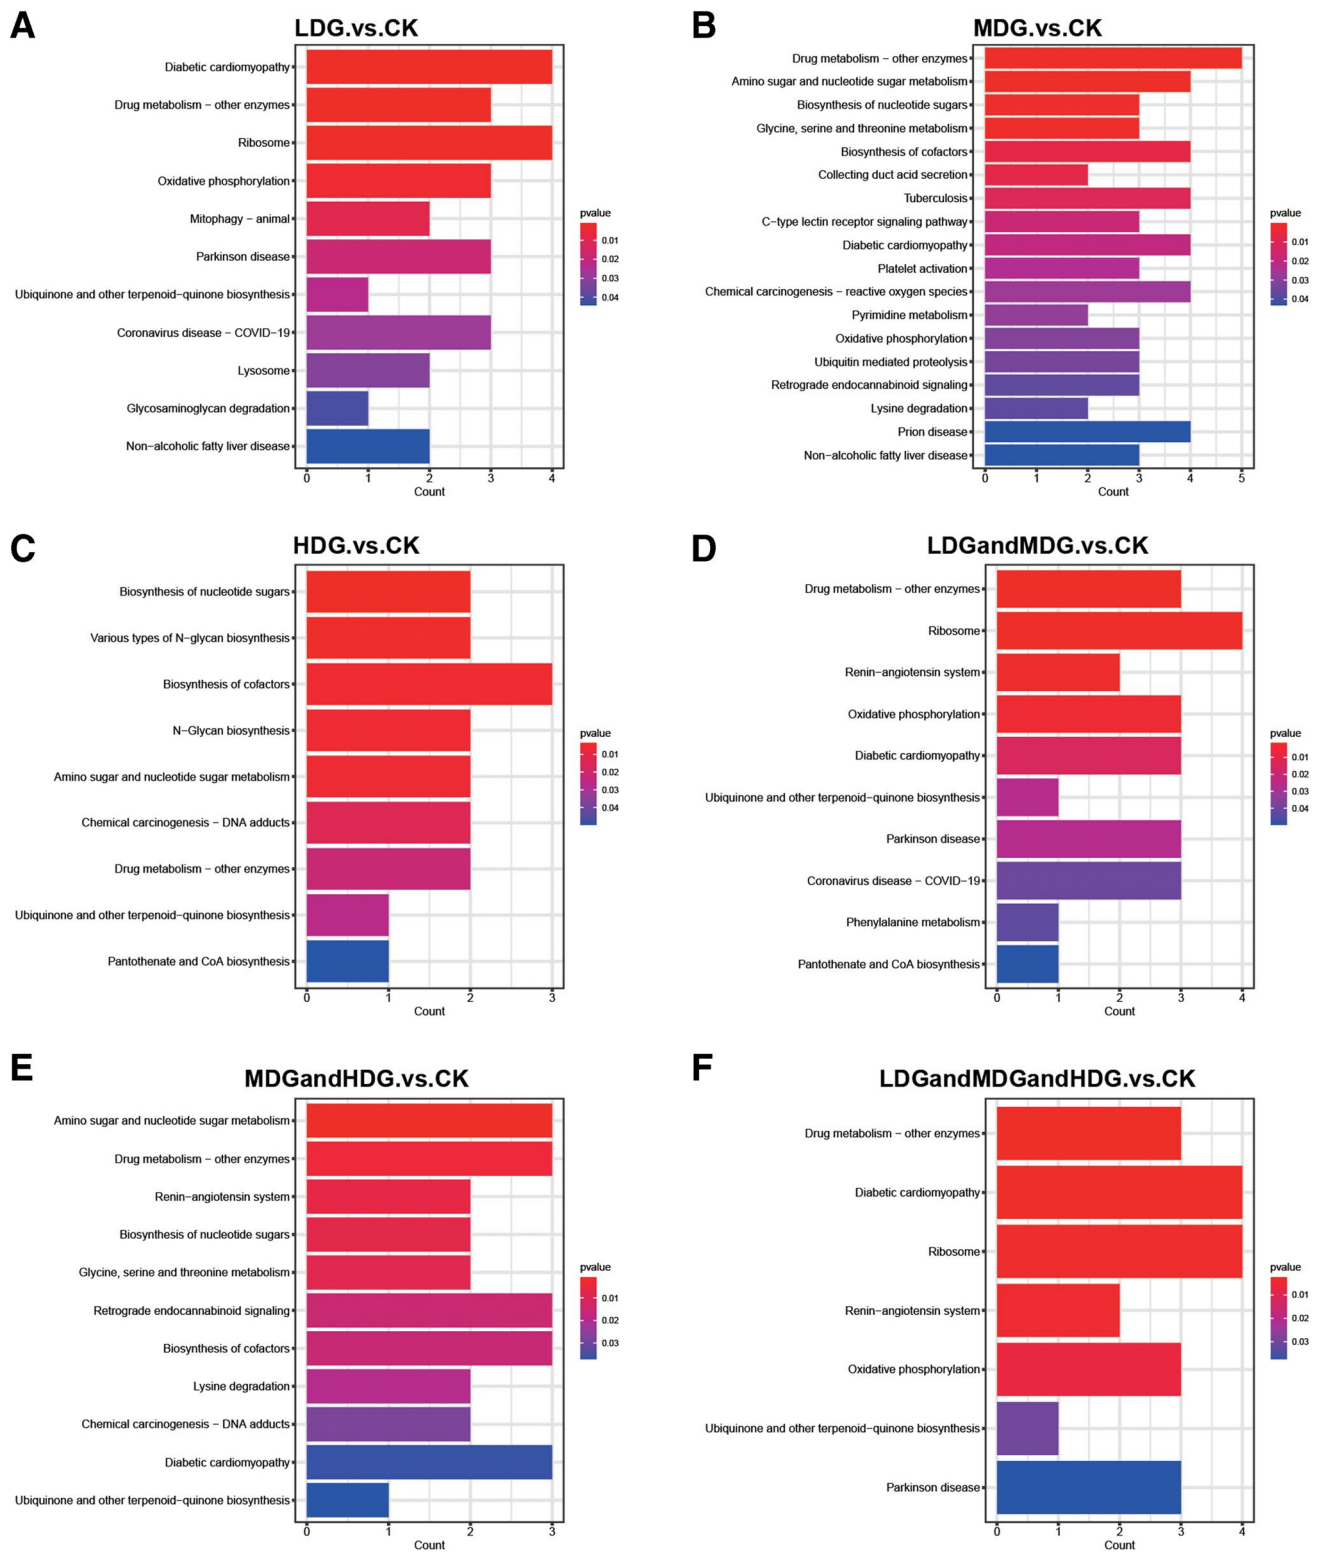 A
LDG.vs.CK
Diabetic cardiomyopathy
Drug metabolism − other enzymes
Ribosome
Oxidative phosphorylation
Mitophagy − animal
Parkinson disease
Ubiquinone and other terpenoid−quinone biosynthesis
Coronavirus disease − COVID−19
Lysosome
Glycosaminoglycan degradation
Non−alcoholic fatty liver disease
0 1 2 3 4
Count
pvalue
0.01
0.02
0.03
0.04
B
MDG.vs.CK
Drug metabolism − other enzymes
Amino sugar and nucleotide sugar metabolism
Biosynthesis of nucleotide sugars
Glycine, serine and threonine metabolism
Biosynthesis of cofactors
Collecting duct acid secretion
Tuberculosis
C−type lectin receptor signaling pathway
Diabetic cardiomyopathy
Platelet activation
Chemical carcinogenesis − reactive oxygen species
Pyrimidine metabolism
Oxidative phosphorylation
Ubiquitin mediated proteolysis
Retrograde endocannabinoid signaling
Lysine degradation
Prion disease
Non−alcoholic fatty liver disease
0 1 2 3 4 5
Count
pvalue
0.01
0.02
0.03
0.04
C
HDG.vs.CK
Biosynthesis of nucleotide sugars
Various types of N−glycan biosynthesis
Biosynthesis of cofactors
N−Glycan biosynthesis
Amino sugar and nucleotide sugar metabolism
Chemical carcinogenesis − DNA adducts
Drug metabolism − other enzymes
Ubiquinone and other terpenoid−quinone biosynthesis
Pantothenate and CoA biosynthesis
0 1 2 3
Count
pvalue
0.01
0.02
0.03
0.04
D
LDGandMDG.vs.CK
Drug metabolism − other enzymes
Ribosome
Renin−angiotensin system
Oxidative phosphorylation
Diabetic cardiomyopathy
Ubiquinone and other terpenoid−quinone biosynthesis
Parkinson disease
Coronavirus disease − COVID−19
Phenylalanine metabolism
Pantothenate and CoA biosynthesis
0 1 2 3 4
Count
pvalue
0.01
0.02
0.03
0.04
E
MDGandHDG.vs.CK
Amino sugar and nucleotide sugar metabolism
Drug metabolism − other enzymes
Renin−angiotensin system
Biosynthesis of nucleotide sugars
Glycine, serine and threonine metabolism
Retrograde endocannabinoid signaling
Biosynthesis of cofactors
Lysine degradation
Chemical carcinogenesis − DNA adducts
Diabetic cardiomyopathy
Ubiquinone and other terpenoid−quinone biosynthesis
0 1 2 3
Count
pvalue
0.01
0.02
0.03
F
LDGandMDGandHDG.vs.CK
Drug metabolism − other enzymes
Diabetic cardiomyopathy
Ribosome
Renin−angiotensin system
Oxidative phosphorylation
Ubiquinone and other terpenoid−quinone biosynthesis
Parkinson disease
0 1 2 3 4
Count
pvalue
0.01
0.02
0.03